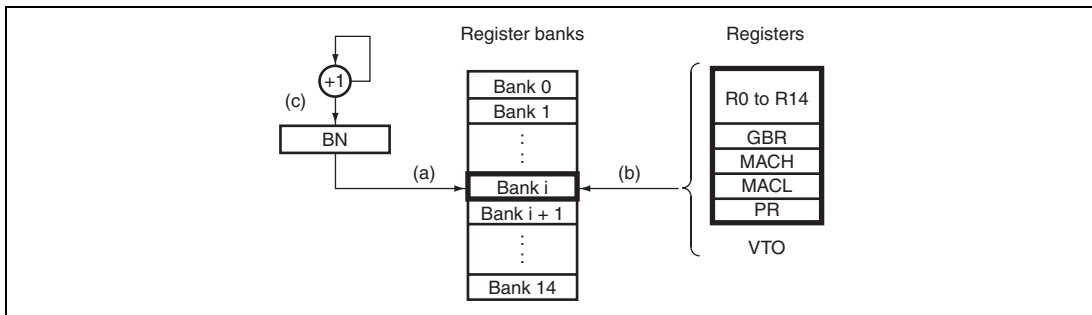 Register banks
Registers
+1
(c)
BN
(a)
Bank 0
Bank 1
:
:
Bank i
Bank i + 1
:
:
Bank 14
(b)
R0 to R14
GBR
MACH
MACL
PR
VTO